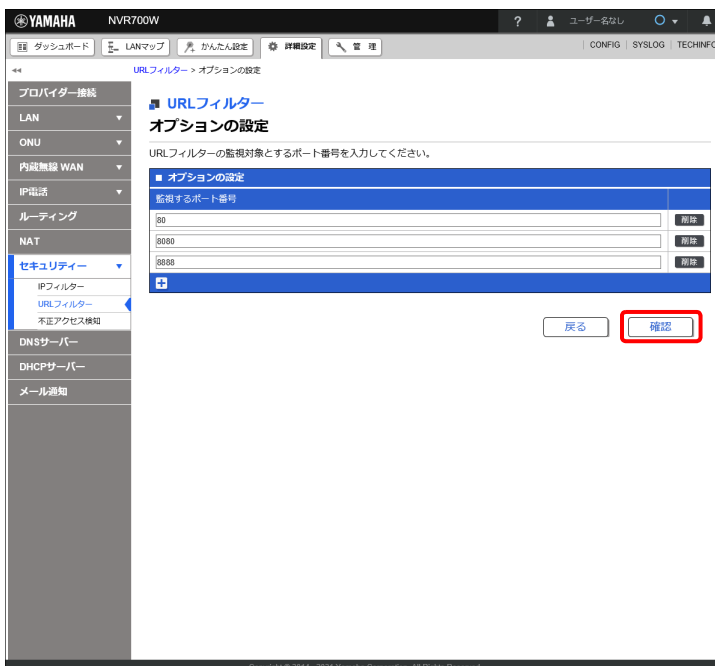 YAMAHA NVR700W ? ユーザー名なし
ダッシュボード LANマップ かんたん設定 詳細設定 管 理 CONFIG SYSLOG TECHINFO
URLフィルター > オプションの設定
プロバイダー接続
LAN
ONU
内蔵無線 WAN
IP電話
ルーティング
NAT
セキュリティー
IPフィルター
URLフィルター
不正アクセス検知
DNSサーバー
DHCPサーバー
メール通知
URLフィルター
オプションの設定
URLフィルターの監視対象とするポート番号を入力してください。
■ オプションの設定
監視するポート番号
80 削除
8080 削除
8888 削除
戻る 確認